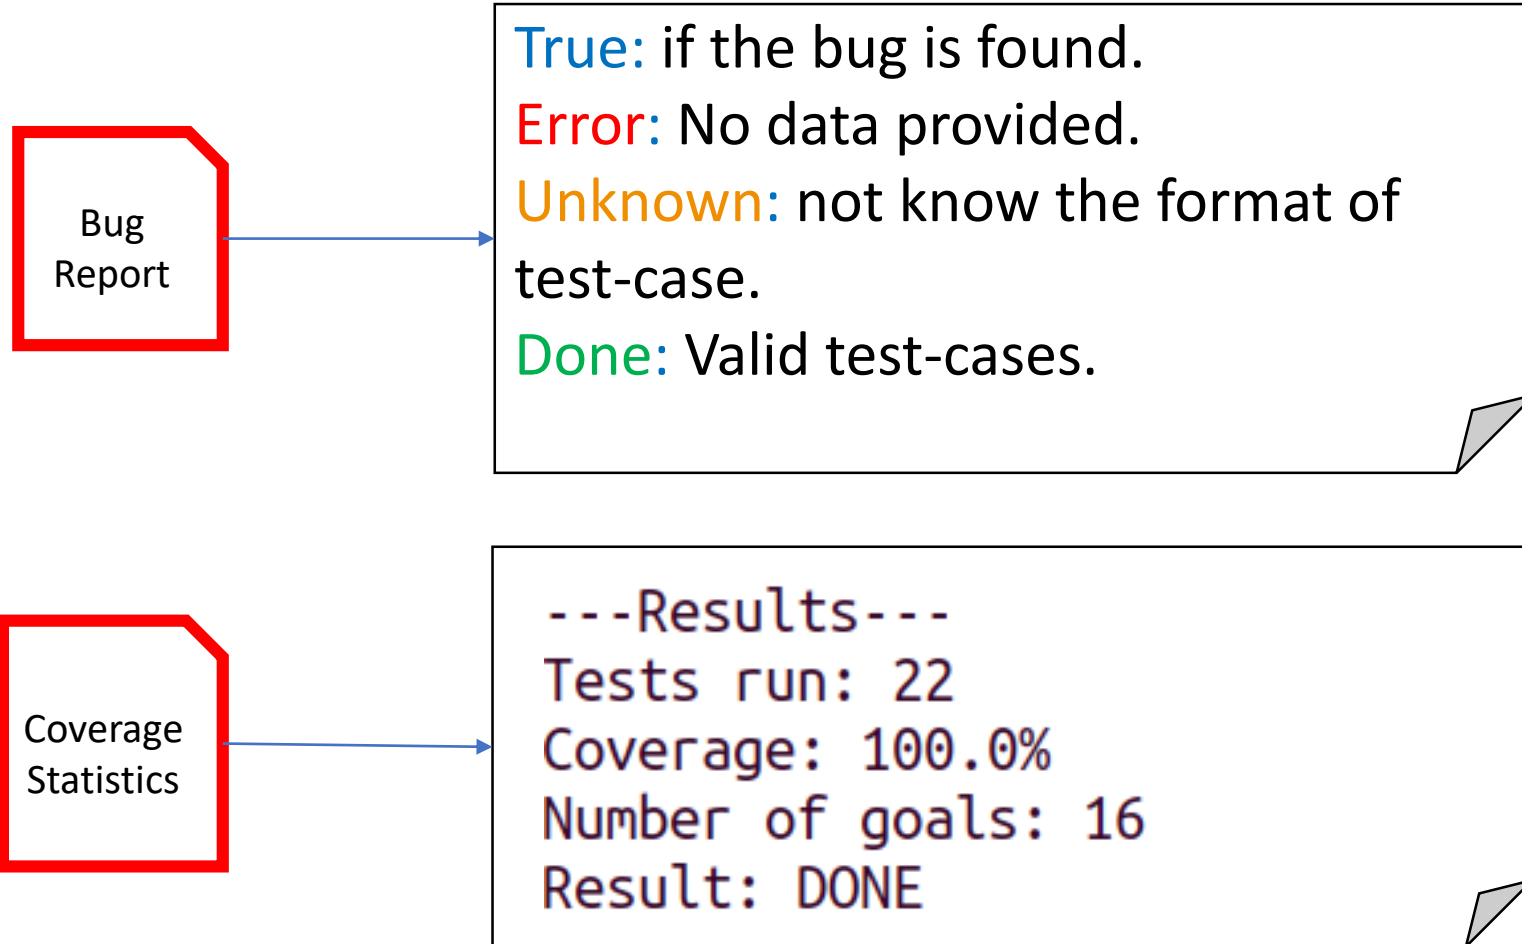 True: if the bug is found.
Error: No data provided.
Unknown: not know the format of
test-case.
Done: Valid test-cases.
Bug
Report
---Results---
Tests run: 22
Coverage: 100.0%
Number of goals: 16
Result: DONE
Coverage
Statistics